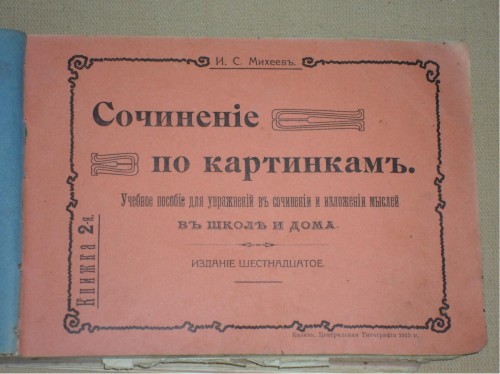 И. С. Михеевъ.
Сочиненіе
по картинкамъ.
Учебное пособіе для упражненій въ сочиненіи и изложеніи мыслей
ВЪ ШКОЛѢ И ДОМА.
ИЗДАНІЕ ШЕСТНАДЦАТОЕ.
Книжка 2-я.
Казань. Центральная Типографія 1915 г.